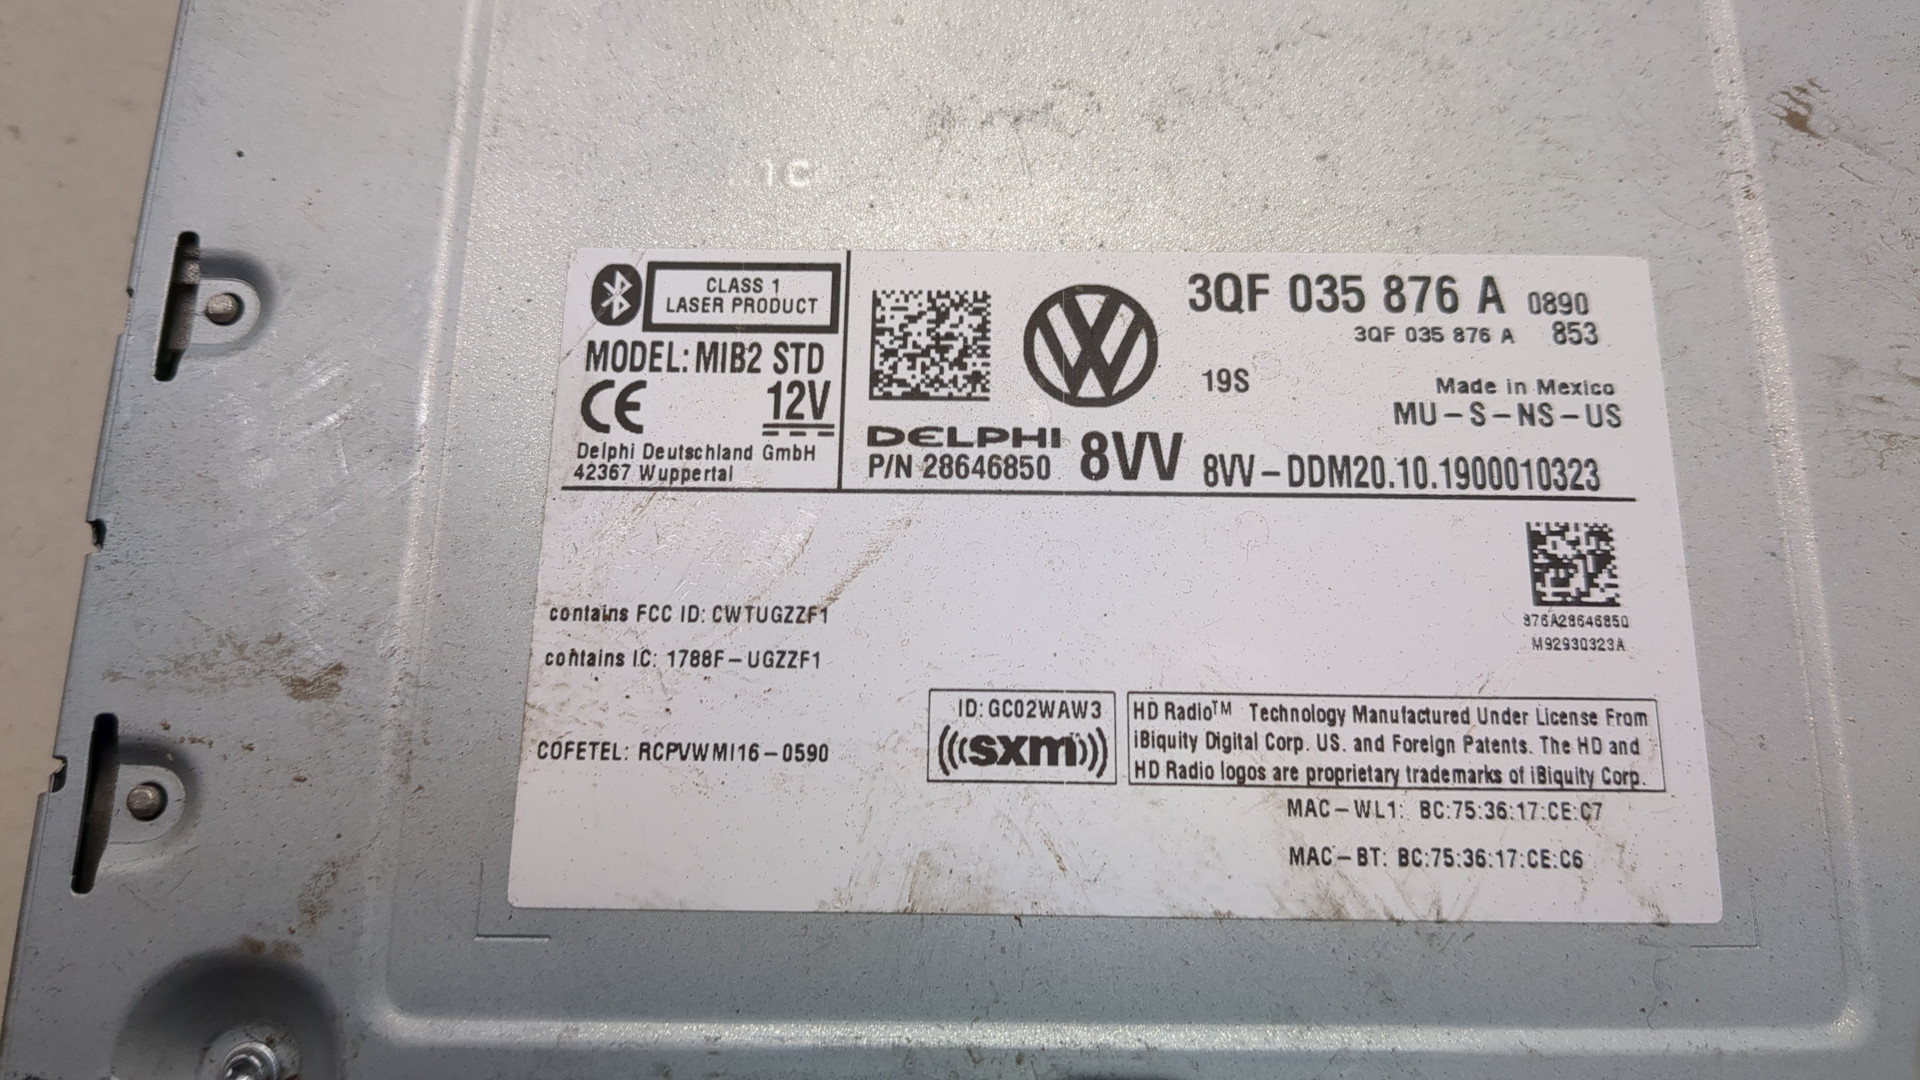 1C
CLASS 1
LASER PRODUCT
MODEL: MIB2 STD
CE 12V
Delphi Deutschland GmbH
42367 Wuppertal
3QF 035 876 A 0890
3QF 035 876 A 853
19S
Made in Mexico
MU-S-NS-US
DELPHI
P/N 28646850 8VV 8VV-DDM20.10.1900010323
876A28646850
M92930323A
contains FCC ID: CWTUGZZF1
contains IC: 1788F-UGZZF1
COFETEL: RCPVWMI16-0590
ID: GC02WAW3
(((sxm)))
HD Radio™ Technology Manufactured Under License From
iBiquity Digital Corp. US. and Foreign Patents. The HD and
HD Radio logos are proprietary trademarks of iBiquity Corp.
MAC-WL1: BC:75:36:17:CE:C7
MAC-BT: BC:75:36:17:CE:C6